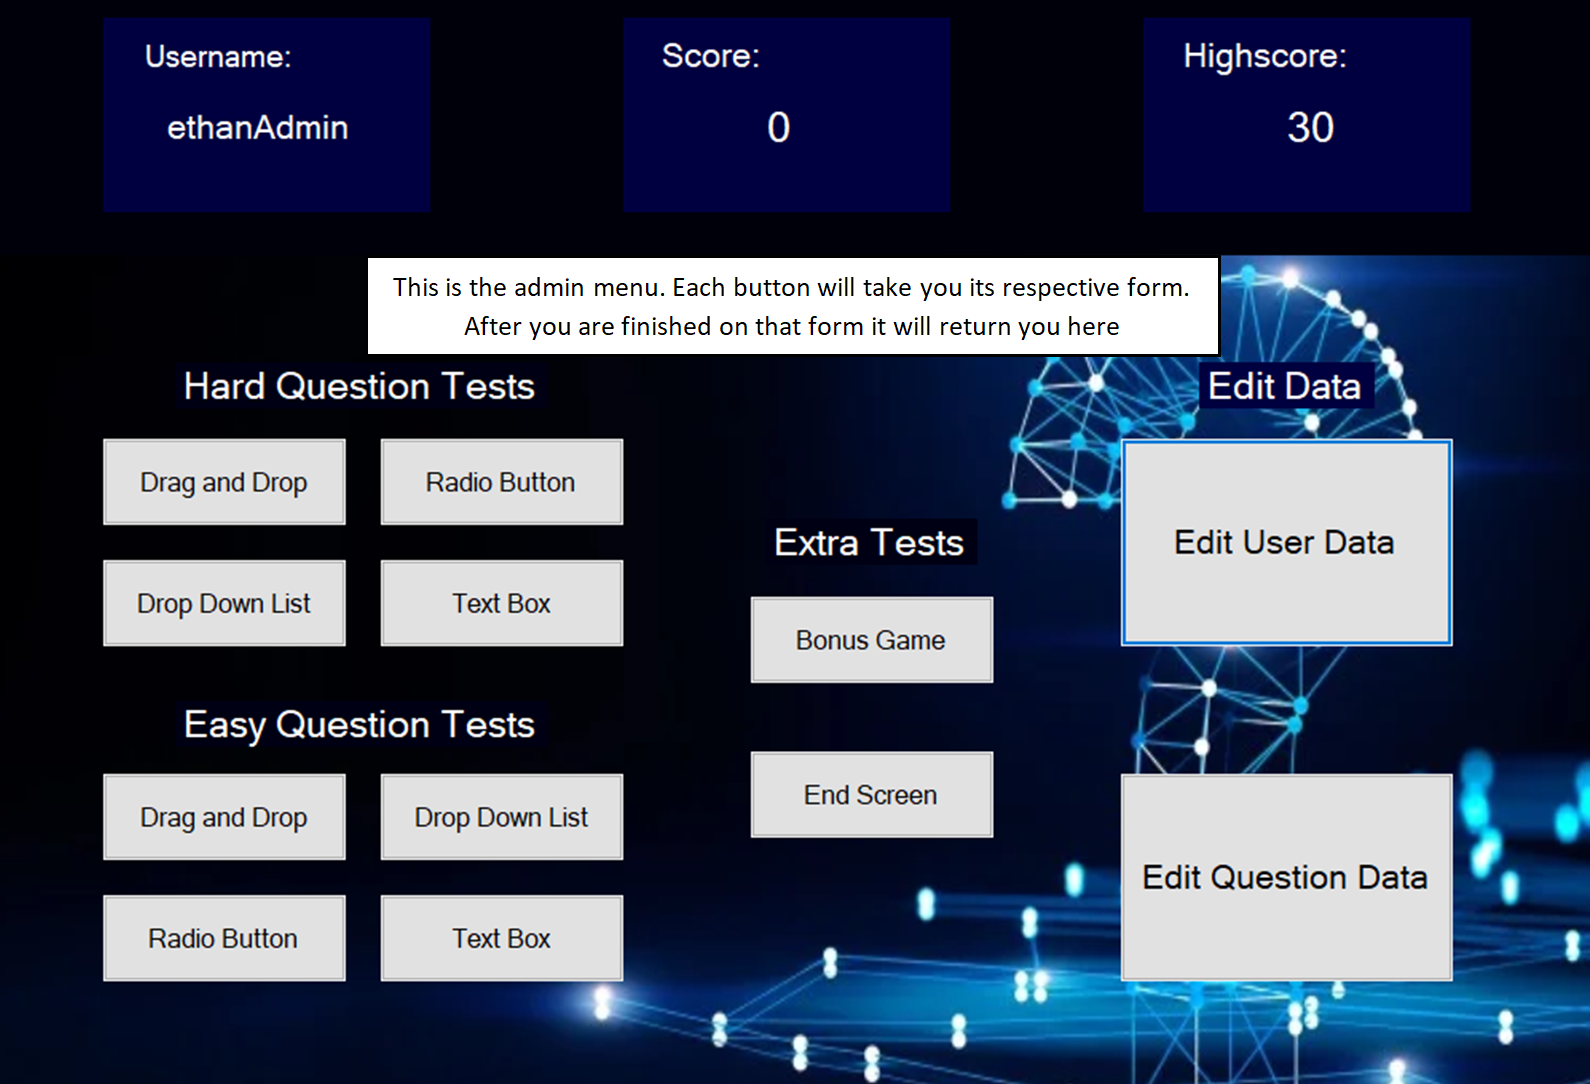 Username:
ethanAdmin
Score:
0
Highscore:
30
This is the admin menu. Each button will take you its respective form.
After you are finished on that form it will return you here
Hard Question Tests
Drag and Drop
Radio Button
Drop Down List
Text Box
Easy Question Tests
Drag and Drop
Drop Down List
Radio Button
Text Box
Extra Tests
Bonus Game
End Screen
Edit Data
Edit User Data
Edit Question Data